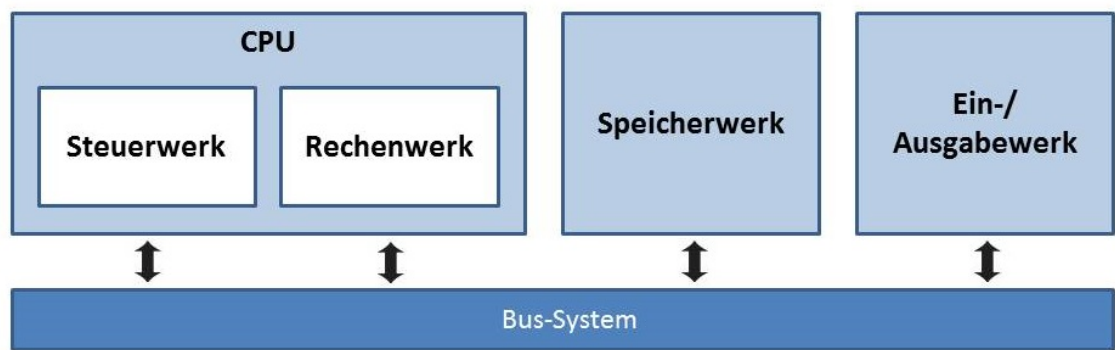 CPU
Steuerwerk
Rechenwerk
Speicherwerk
Ein-/
Ausgabewerk
Bus-System